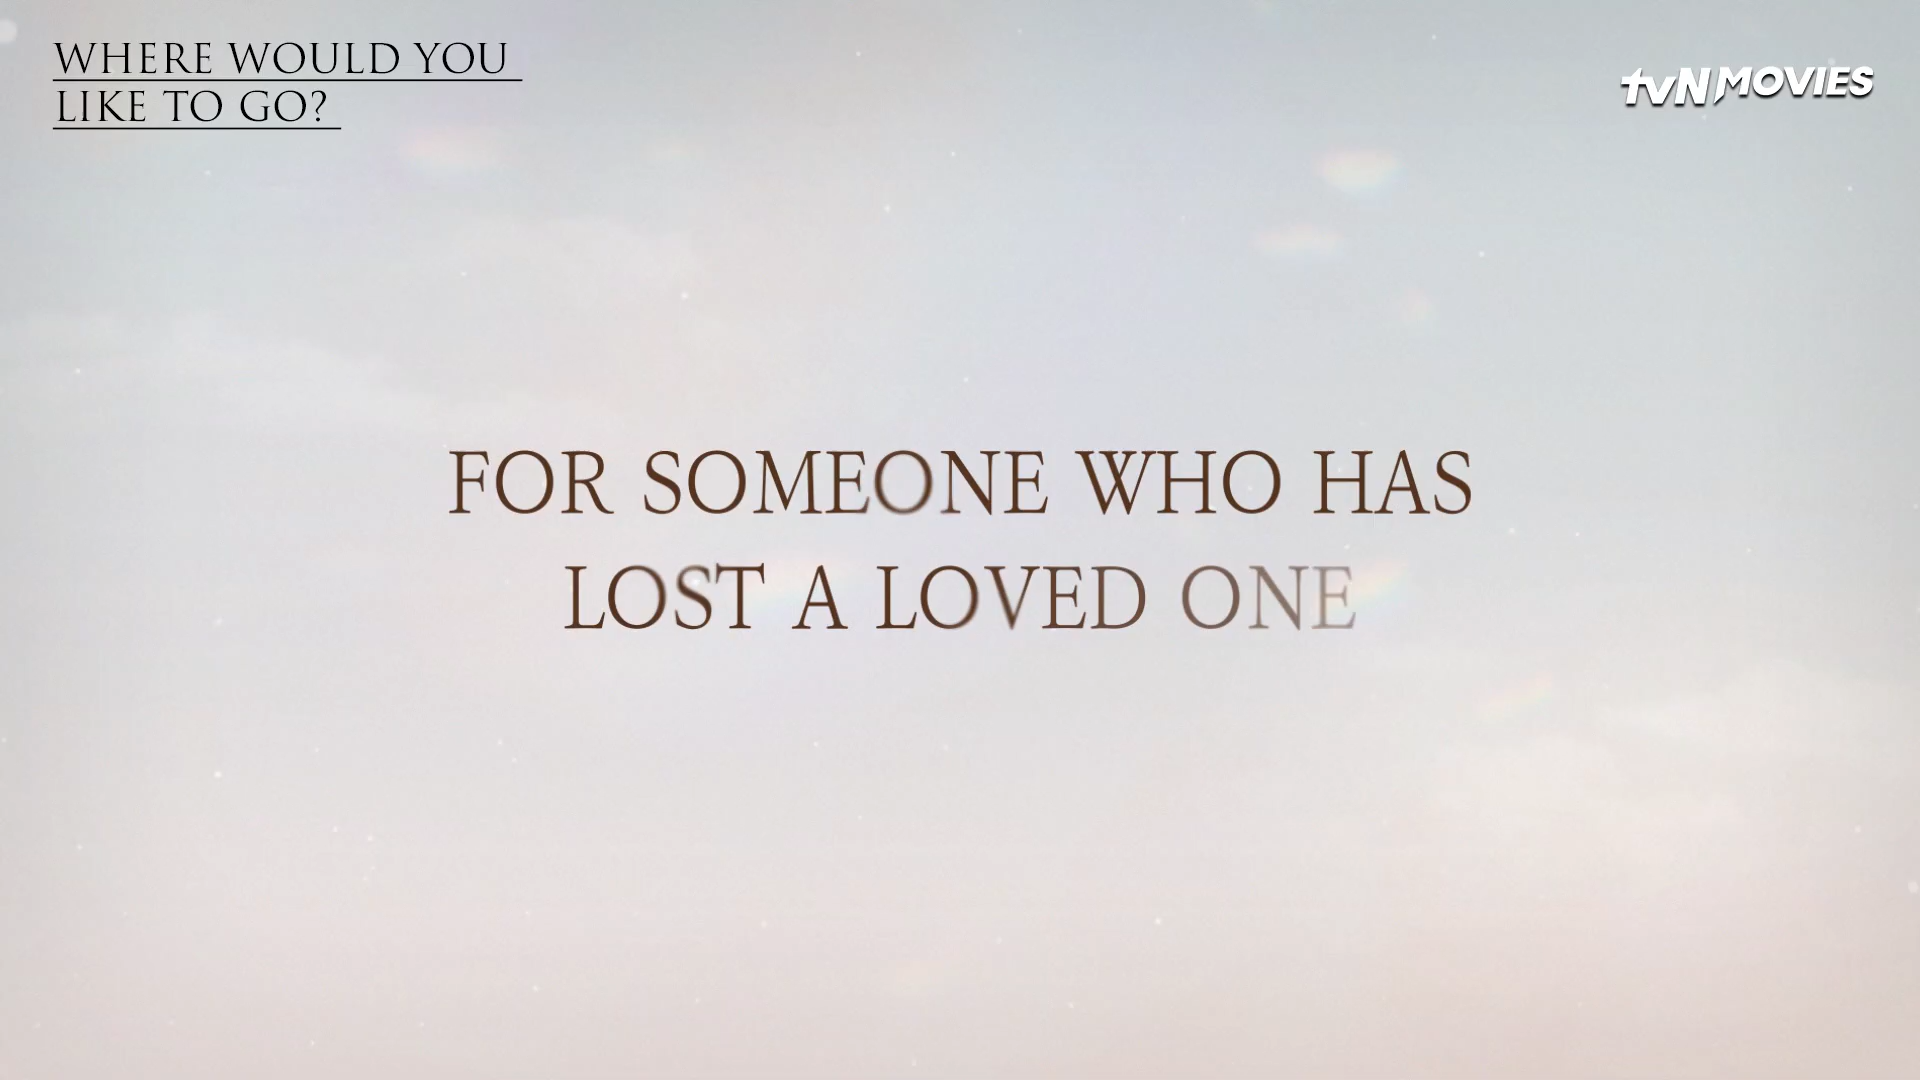 WHERE WOULD YOU
LIKE TO GO?
tvN MOVIES
FOR SOMEONE WHO HAS
LOST A LOVED ONE